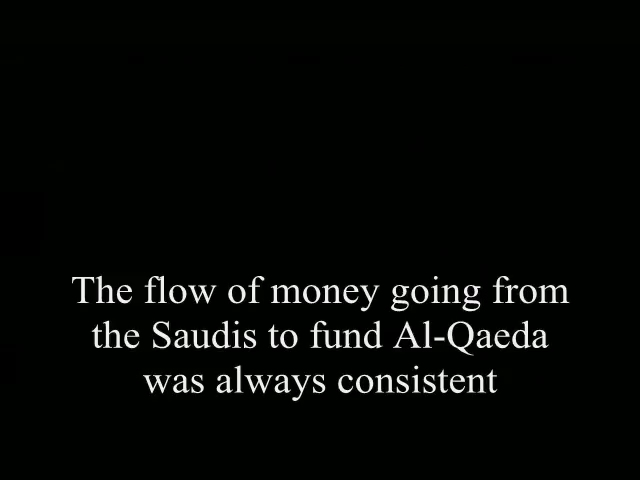 The flow of money going from
the Saudis to fund Al-Qaeda
was always consistent